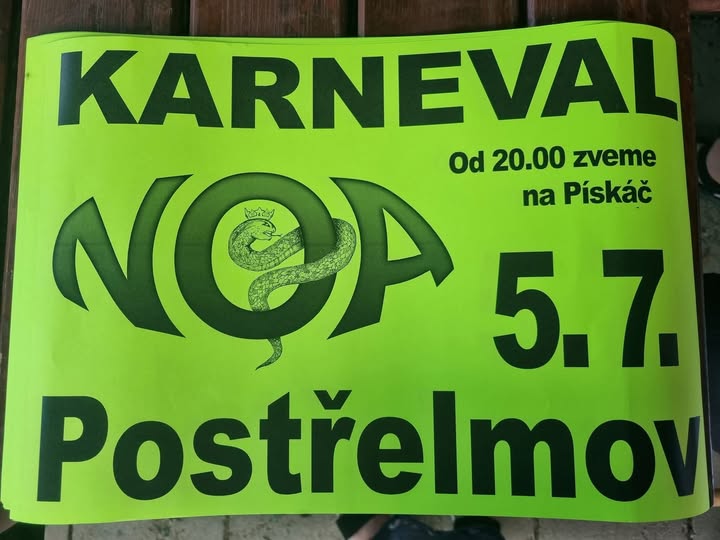 KARNEVAL
Od 20.00 zveme
na Pískáč
NOA
5.7.
Postřelmov